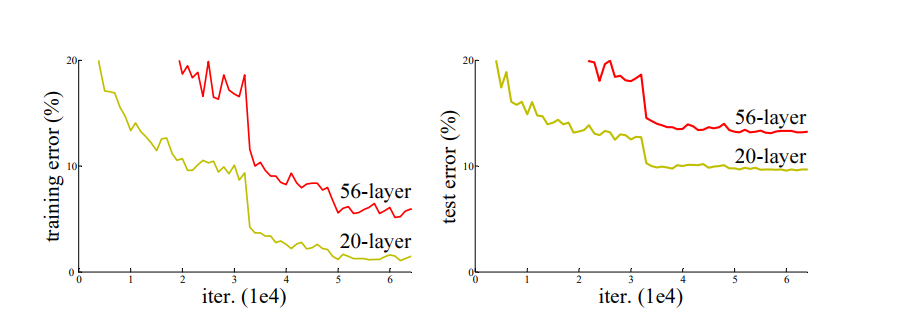 20
10
0
training error (%)
56-layer
20-layer
0 1 2 3 4 5 6
iter. (1e4)
20
10
0
test error (%)
56-layer
20-layer
0 1 2 3 4 5 6
iter. (1e4)